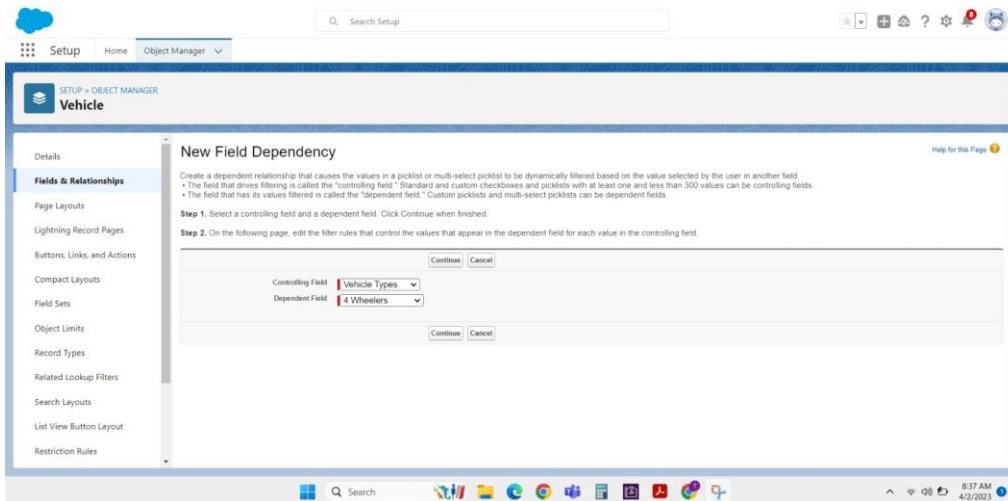 Search Setup
8
Setup
Home
Object Manager
SETUP > OBJECT MANAGER
Vehicle
Details
Fields & Relationships
Page Layouts
Lightning Record Pages
Buttons, Links, and Actions
Compact Layouts
Field Sets
Object Limits
Record Types
Related Lookup Filters
Search Layouts
List View Button Layout
Restriction Rules
New Field Dependency
Help for this Page
Create a dependent relationship that causes the values in a picklist or multi-select picklist to be dynamically filtered based on the value selected by the user in another field.
• The field that drives filtering is called the "controlling field." Standard and custom checkboxes and picklists with at least one and less than 300 values can be controlling fields.
• The field that has its values filtered is called the "dependent field." Custom picklists and multi-select picklists can be dependent fields.
Step 1. Select a controlling field and a dependent field. Click Continue when finished.
Step 2. On the following page, edit the filter rules that control the values that appear in the dependent field for each value in the controlling field.
Continue Cancel
Controlling Field Vehicle Types
Dependent Field 4 Wheelers
Continue Cancel
Search
8:37 AM
4/2/2023